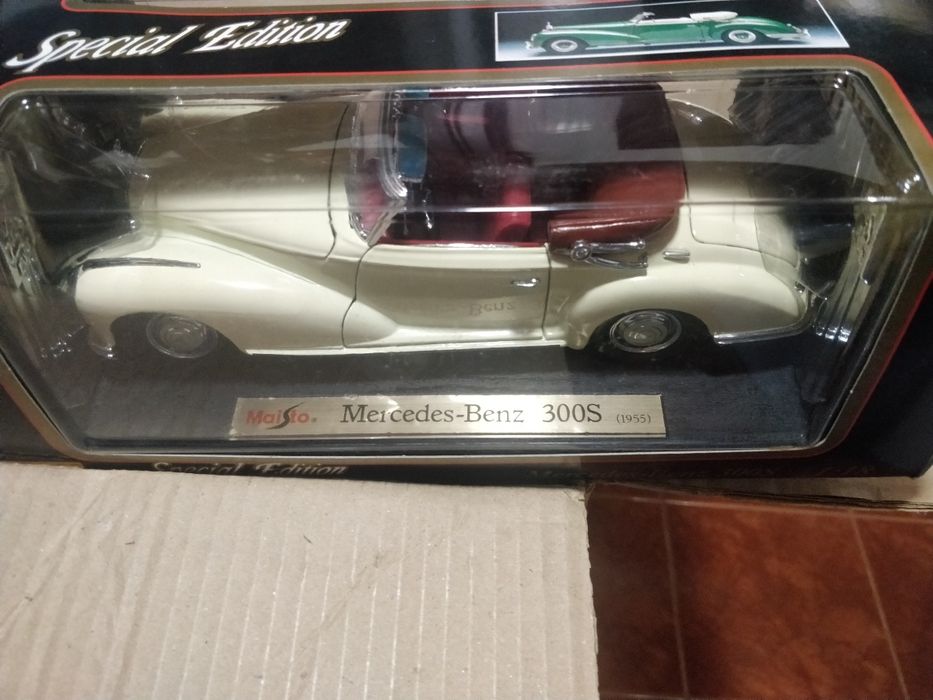 Special Edition
Maisto® Mercedes-Benz 300S (1955)
Special Edition